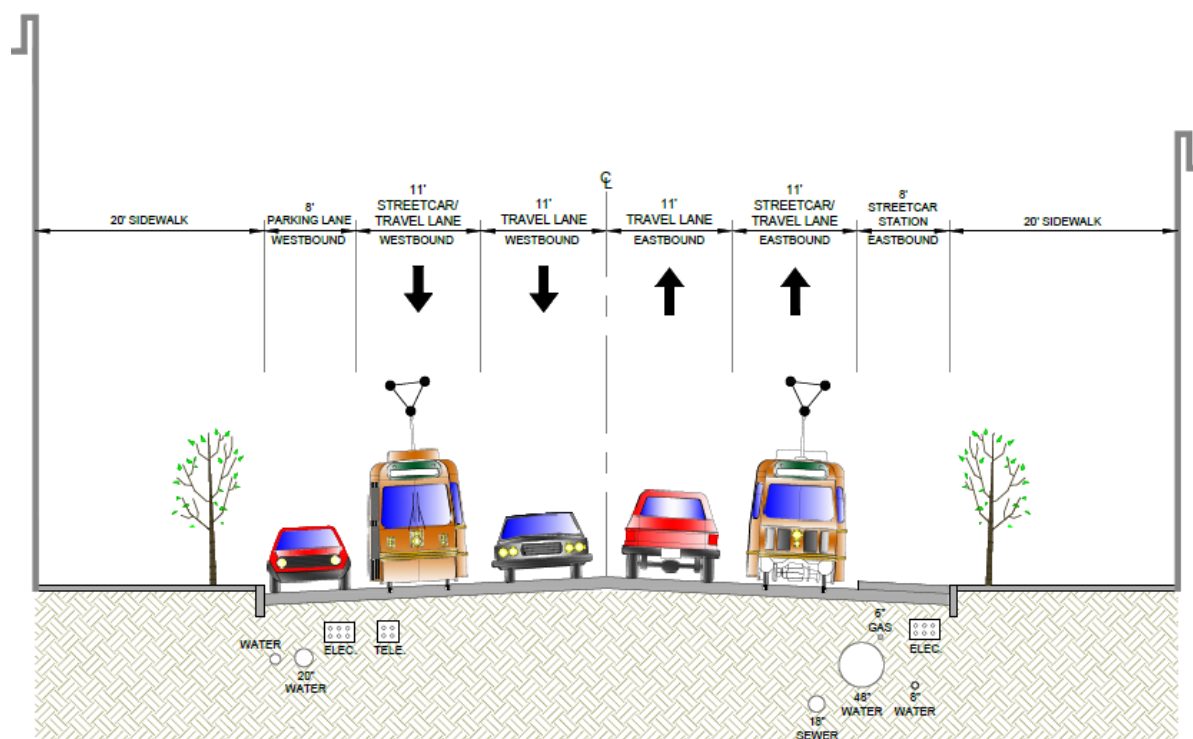 ℄
20' SIDEWALK
8'
PARKING LANE
WESTBOUND
11'
STREETCAR/
TRAVEL LANE
WESTBOUND
11'
TRAVEL LANE
WESTBOUND
11'
TRAVEL LANE
EASTBOUND
11'
STREETCAR/
TRAVEL LANE
EASTBOUND
8'
STREETCAR
STATION
EASTBOUND
20' SIDEWALK
WATER
20"
WATER
ELEC.
TELE.
6"
GAS
ELEC.
48"
WATER
8"
WATER
18"
SEWER